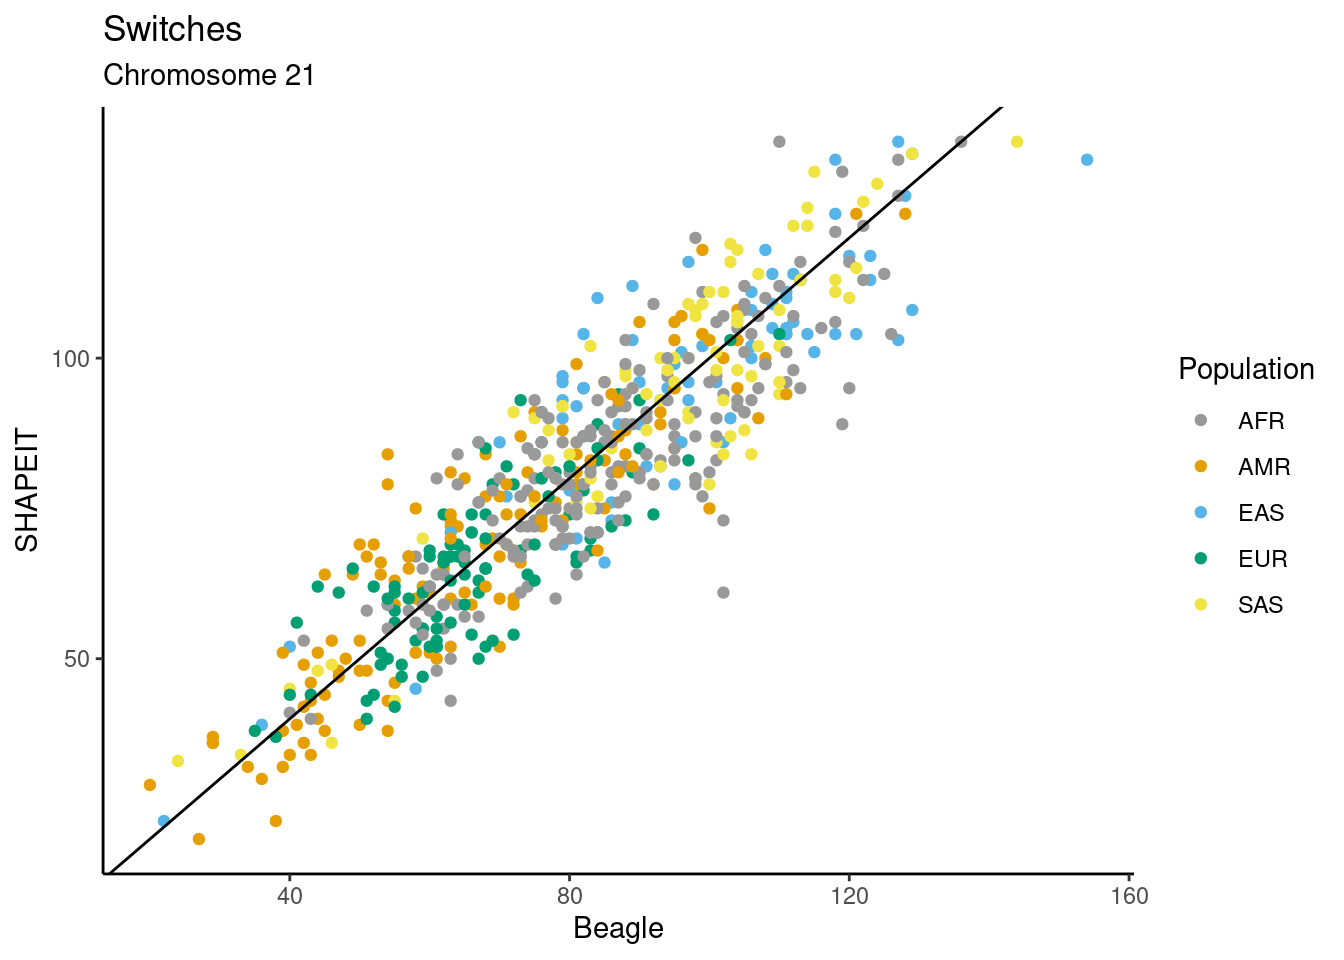 Switches
Chromosome 21
SHAPEIT
100
50
40
80
120
160
Beagle
Population
AFR
AMR
EAS
EUR
SAS